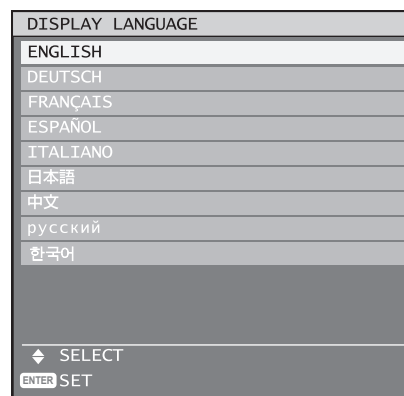 DISPLAY LANGUAGE
ENGLISH
DEUTSCH
FRANÇAIS
ESPAÑOL
ITALIANO
日本語
中文
русский
한국어
SELECT
ENTER SET